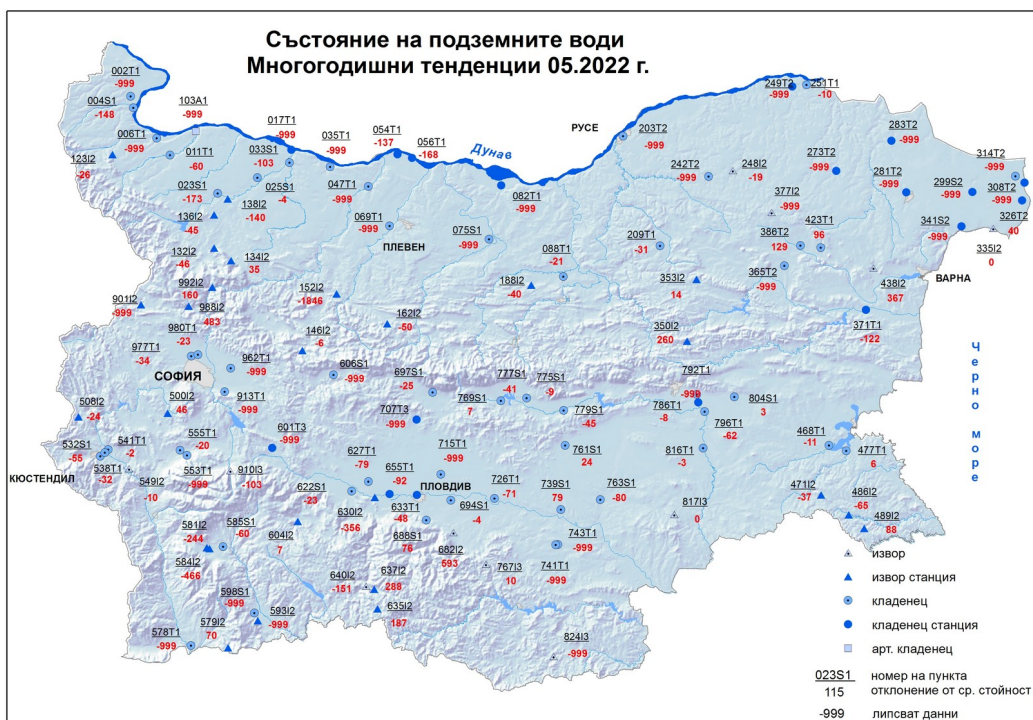 Състояние на подземните води
Многогодишни тенденции 05.2022 г.
002T1
-999
004S1
-148
103A1
-999
006T1
-999
017T1
-999
035T1
-999
054T1
-137
056T1
-168
Дунав
РУСЕ
203T2
-999
249T2
-999
251T1
-10
283T2
-999
123I2
-26
011T1
-60
033S1
-103
023S1
-173
025S1
-4
138I2
-140
047T1
-999
082T1
-999
242T2
-999
248I2
-19
273T2
-999
281T2
-999
299S2
-999
314T2
-999
308T2
-999
326T2
40
136I2
-45
069T1
-999
ПЛЕВЕН
075S1
-999
377I2
-999
423T1
96
341S2
-999
335I2
0
132I2
-46
134I2
35
088T1
-21
209T1
-31
386T2
129
365T2
-999
ВАРНА
992I2
160
152I2
-1846
188I2
-40
353I2
14
438I2
367
901I2
-999
988I2
483
162I2
-50
371T1
-122
980T1
-23
977T1
-34
146I2
-6
350I2
260
СОФИЯ
962T1
-999
606S1
-999
697S1
-25
777S1
-41
775S1
-9
792T1
-999
Черно море
913T1
-999
769S1
7
779S1
-45
786T1
-8
804S1
3
508I2
-24
500I2
46
707T3
-999
796T1
-62
532S1
-55
541T1
-2
555T1
-20
601T3
-999
715T1
-999
761S1
24
816T1
-3
468T1
-11
477T1
6
КЮСТЕНДИЛ
538T1
-32
549I2
-10
553T1
-999
910I3
-103
627T1
-79
655T1
-92
ПЛОВДИВ
622S1
-23
630I2
-356
633T1
-48
694S1
-4
726T1
-71
739S1
79
763S1
-80
817I3
0
471I2
-37
486I2
-65
489I2
88
581I2
-244
585S1
-60
604I2
7
688S1
76
682I2
593
743T1
-999
741T1
-999
584I2
-466
640I2
-151
637I2
288
767I3
10
598S1
-999
593I2
-999
635I2
187
579I2
70
578T1
-999
824I3
-999
извор
извор станция
кладенец
кладенец станция
арт. кладенец
023S1 номер на пункта
115 отклонение от ср. стойност
-999 липсват данни